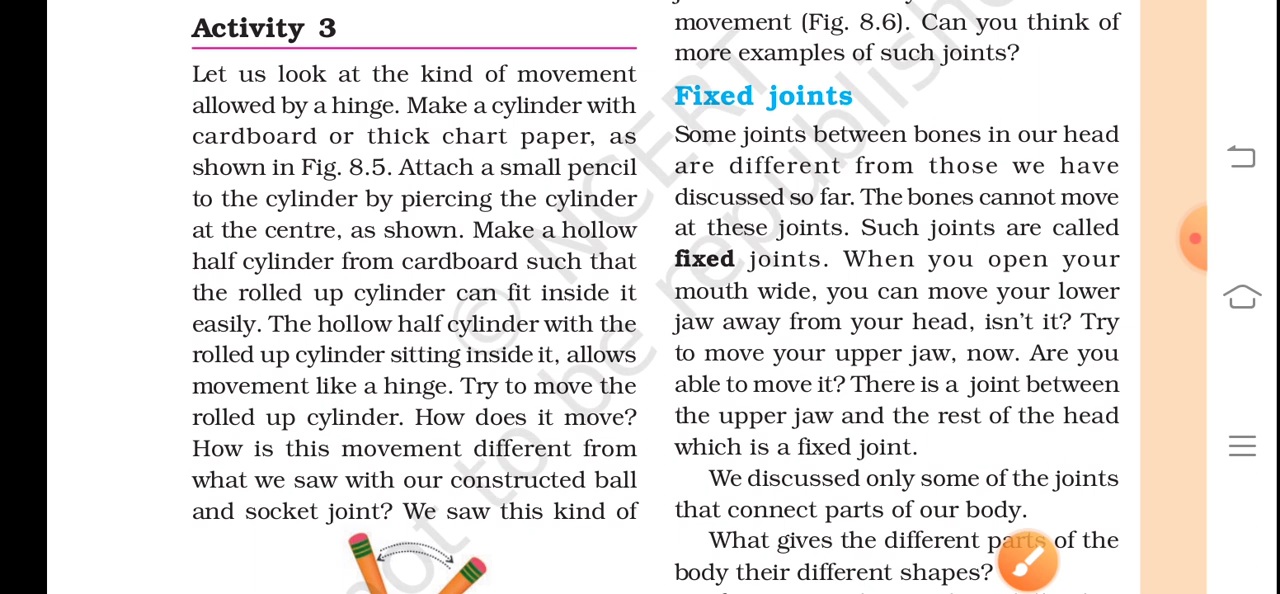 Activity 3
Let us look at the kind of movement
allowed by a hinge. Make a cylinder with
cardboard or thick chart paper, as
shown in Fig. 8.5. Attach a small pencil
to the cylinder by piercing the cylinder
at the centre, as shown. Make a hollow
half cylinder from cardboard such that
the rolled up cylinder can fit inside it
easily. The hollow half cylinder with the
rolled up cylinder sitting inside it, allows
movement like a hinge. Try to move the
rolled up cylinder. How does it move?
How is this movement different from
what we saw with our constructed ball
and socket joint? We saw this kind of
movement (Fig. 8.6). Can you think of
more examples of such joints?
Fixed joints
Some joints between bones in our head
are different from those we have
discussed so far. The bones cannot move
at these joints. Such joints are called
fixed joints. When you open your
mouth wide, you can move your lower
jaw away from your head, isn't it? Try
to move your upper jaw, now. Are you
able to move it? There is a joint between
the upper jaw and the rest of the head
which is a fixed joint.
We discussed only some of the joints
that connect parts of our body.
What gives the different parts of the
body their different shapes?
© NCERT
not to be republished